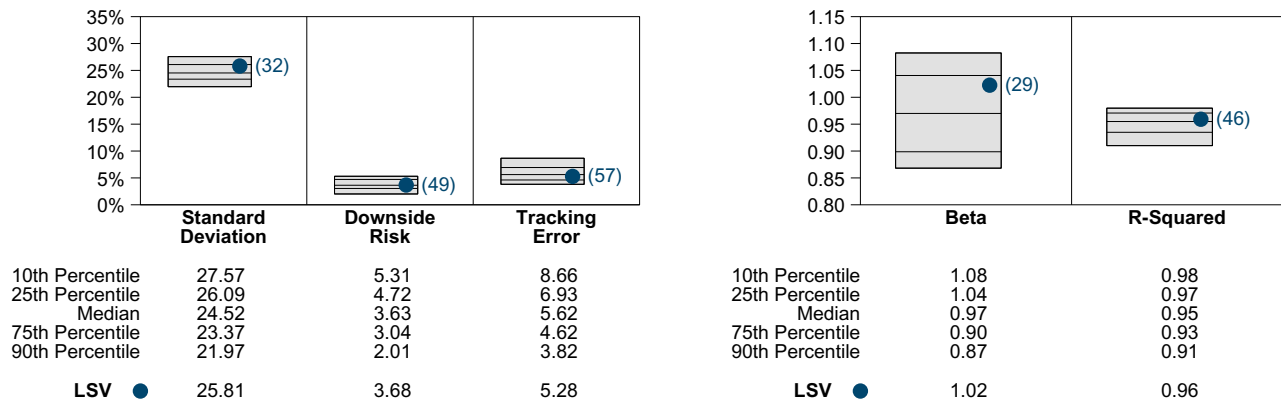 35%
30%
25%
20%
15%
10%
5%
0%
(32)
(49)
(57)
Standard Deviation
Downside Risk
Tracking Error
10th Percentile 27.57 5.31 8.66
25th Percentile 26.09 4.72 6.93
Median 24.52 3.63 5.62
75th Percentile 23.37 3.04 4.62
90th Percentile 21.97 2.01 3.82
LSV 25.81 3.68 5.28
1.15
1.10
1.05
1.00
0.95
0.90
0.85
0.80
(29)
(46)
Beta
R-Squared
10th Percentile 1.08 0.98
25th Percentile 1.04 0.97
Median 0.97 0.95
75th Percentile 0.90 0.93
90th Percentile 0.87 0.91
LSV 1.02 0.96